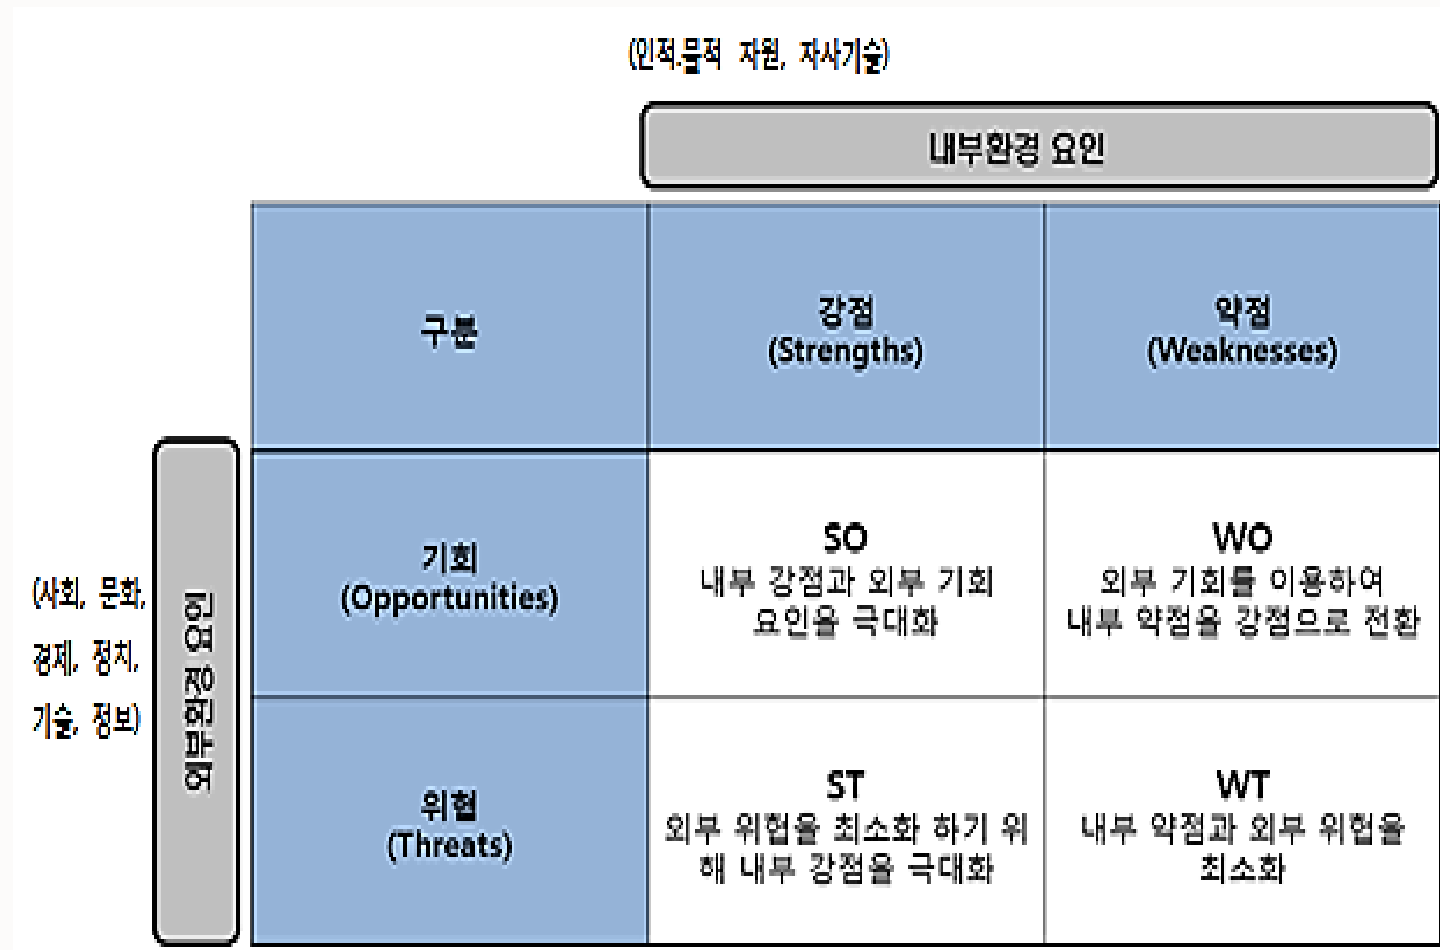 (인적.물적 자원, 자사기술)
내부환경 요인
구분
강점
(Strengths)
약점
(Weaknesses)
(사회, 문화,
경제, 정치,
기술, 정보)
외부환경 요인
기회
(Opportunities)
SO
내부 강점과 외부 기회
요인을 극대화
WO
외부 기회를 이용하여
내부 약점을 강점으로 전환
위협
(Threats)
ST
외부 위협을 최소화 하기 위
해 내부 강점을 극대화
WT
내부 약점과 외부 위협을
최소화